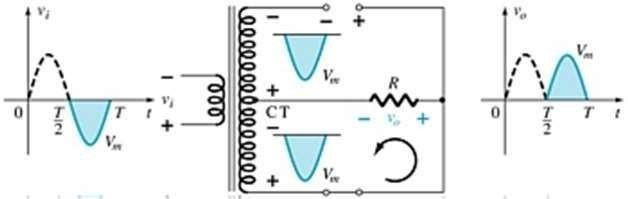 v_i
0
T/2
V_m
T
t
−
v_i
+
−
− +
V_m
+
CT
R
− v_o +
−
V_m
+
v_o
V_m
0
T/2
T
t